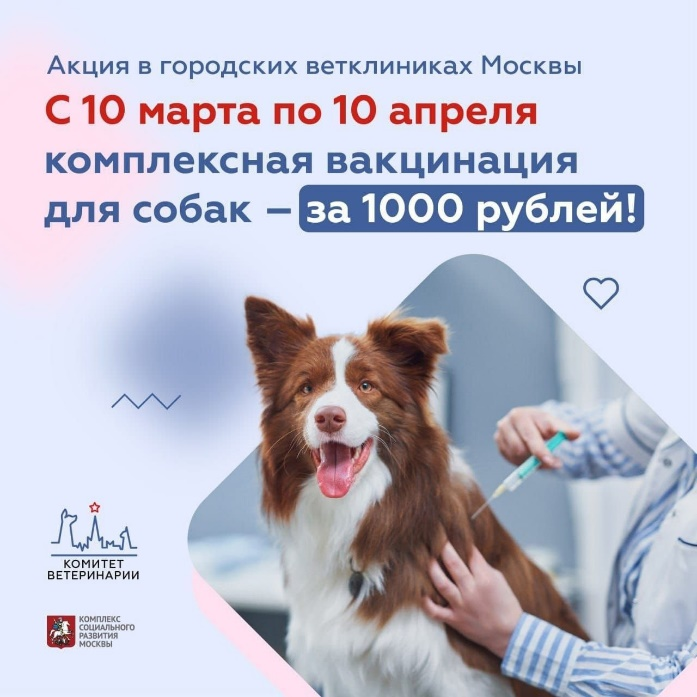 Акция в городских ветклиниках Москвы
С 10 марта по 10 апреля
комплексная вакцинация
для собак – за 1000 рублей!
КОМИТЕТ
ВЕТЕРИНАРИИ
КОМПЛЕКС
СОЦИАЛЬНОГО
РАЗВИТИЯ
МОСКВЫ